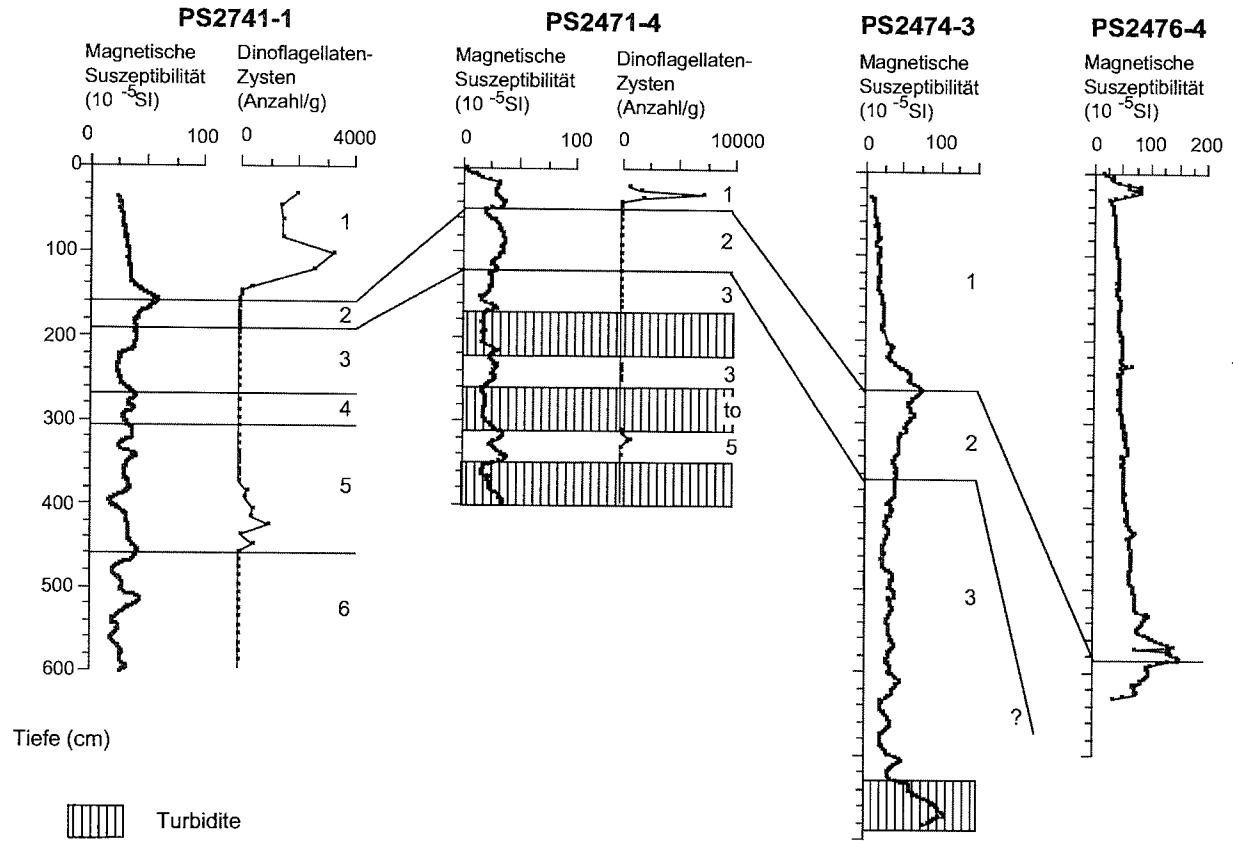 PS2741-1
Magnetische
Suszeptibilität
(10 -5SI)
Dinoflagellaten-
Zysten
(Anzahl/g)
0 100
0 4000
0
100
200
300
400
500
600
1
2
3
4
5
6
Tiefe (cm)
Turbidite
PS2471-4
Magnetische
Suszeptibilität
(10 -5SI)
Dinoflagellaten-
Zysten
(Anzahl/g)
0 100
0 10000
1
2
3
3
to
5
PS2474-3
Magnetische
Suszeptibilität
(10 -5SI)
0 100
1
2
3
?
PS2476-4
Magnetische
Suszeptibilität
(10 -5SI)
0 100 200